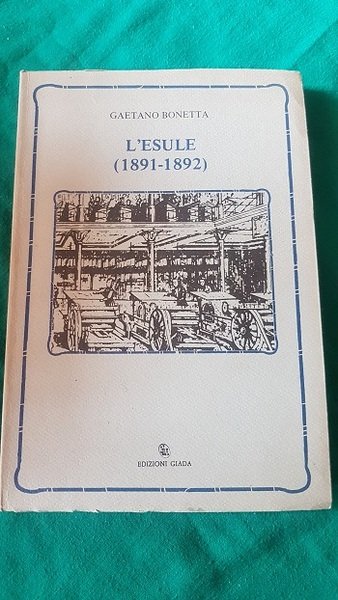 GAETANO BONETTA
L'ESULE
(1891-1892)
EDIZIONI GIADA